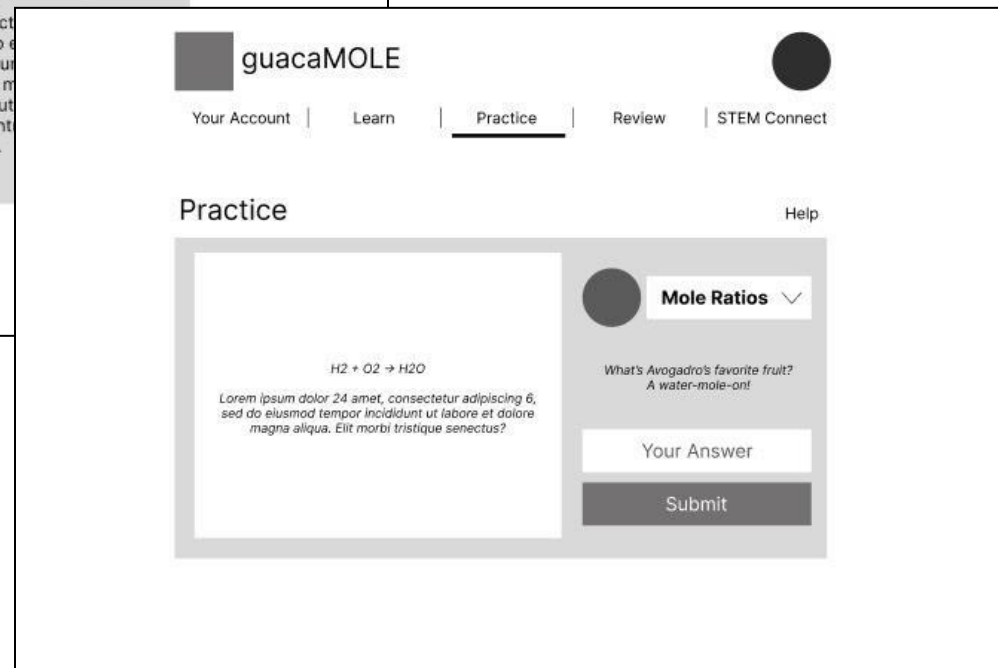 guacaMOLE
Your Account | Learn | Practice | Review | STEM Connect
Practice
Help
H2 + O2 → H2O
Lorem ipsum dolor 24 amet, consectetur adipiscing 6,
sed do eiusmod tempor incididunt ut labore et dolore
magna aliqua. Elit morbi tristique senectus?
Mole Ratios
What's Avogadro's favorite fruit?
A water-mole-on!
Your Answer
Submit